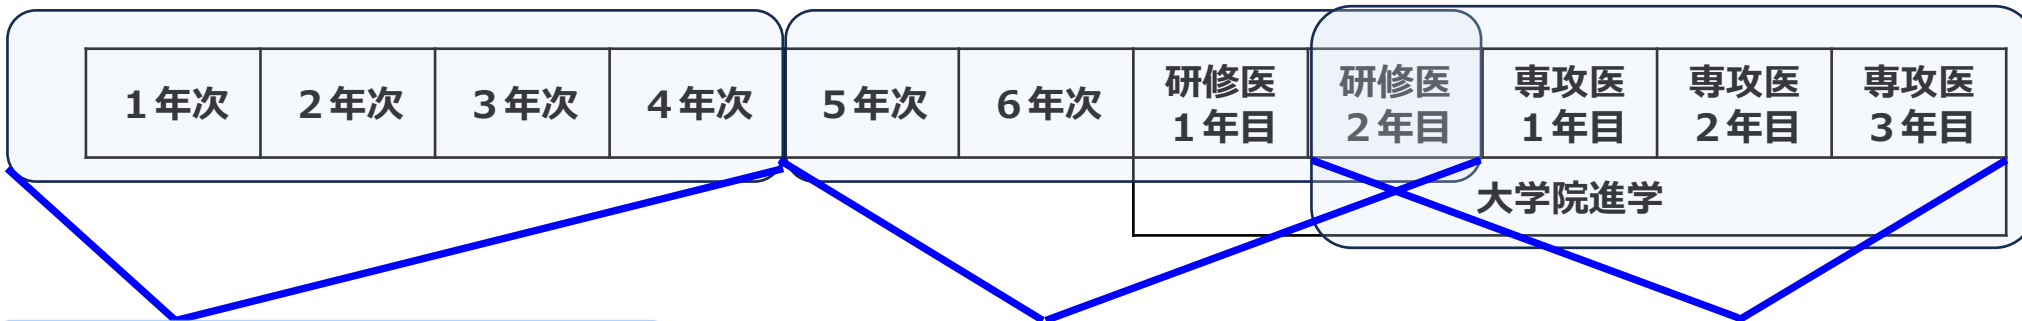 1年次 2年次 3年次 4年次 5年次 6年次 研修医 研修医 専攻医 専攻医 専攻医
1年目 2年目 1年目 2年目 3年目
大学院進学